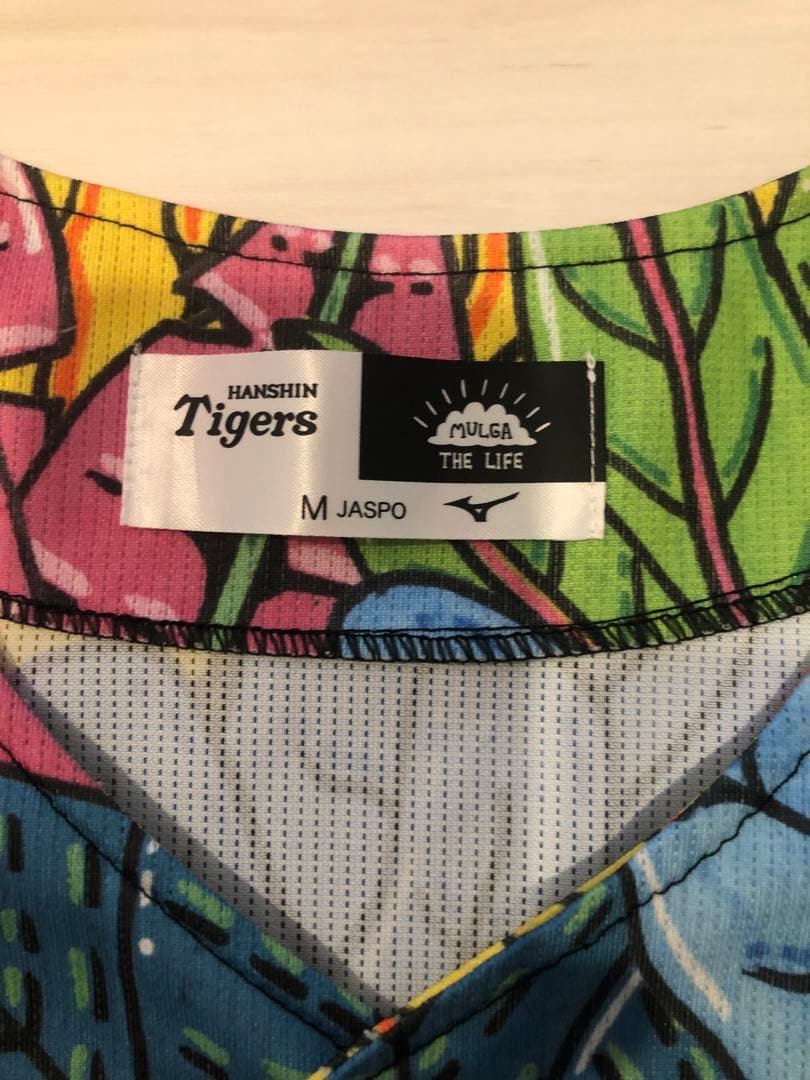 HANSHIN
Tigers
MULGA
THE LIFE
M JASPO